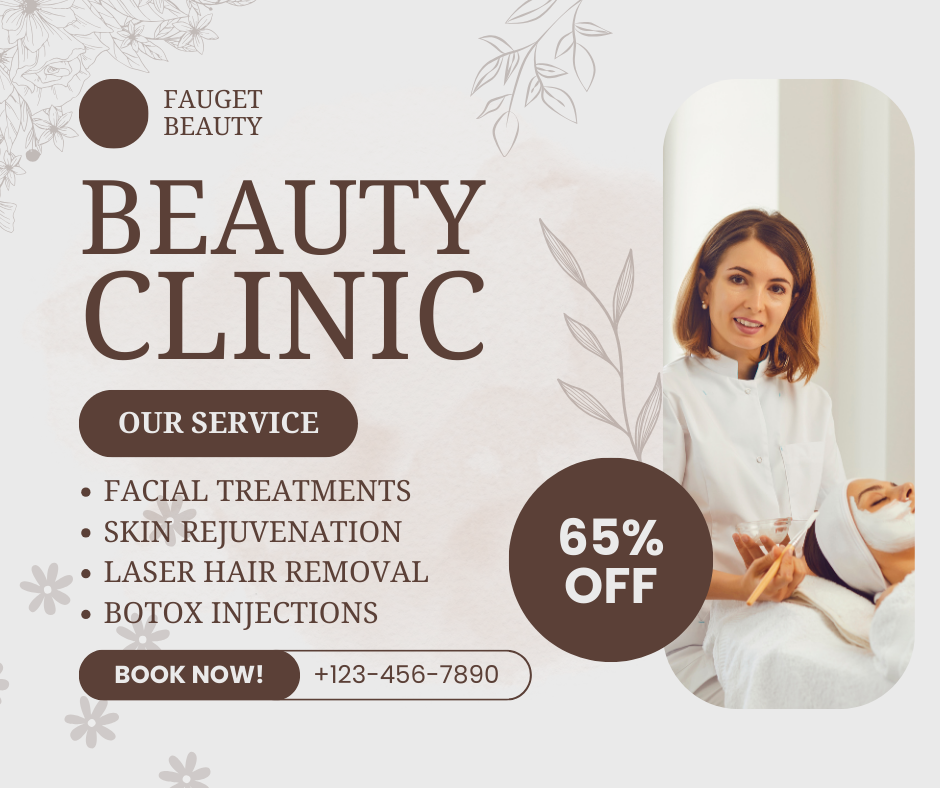 FAUGET
BEAUTY
BEAUTY
CLINIC
OUR SERVICE
• FACIAL TREATMENTS
• SKIN REJUVENATION
• LASER HAIR REMOVAL
• BOTOX INJECTIONS
65%
OFF
BOOK NOW!
+123-456-7890